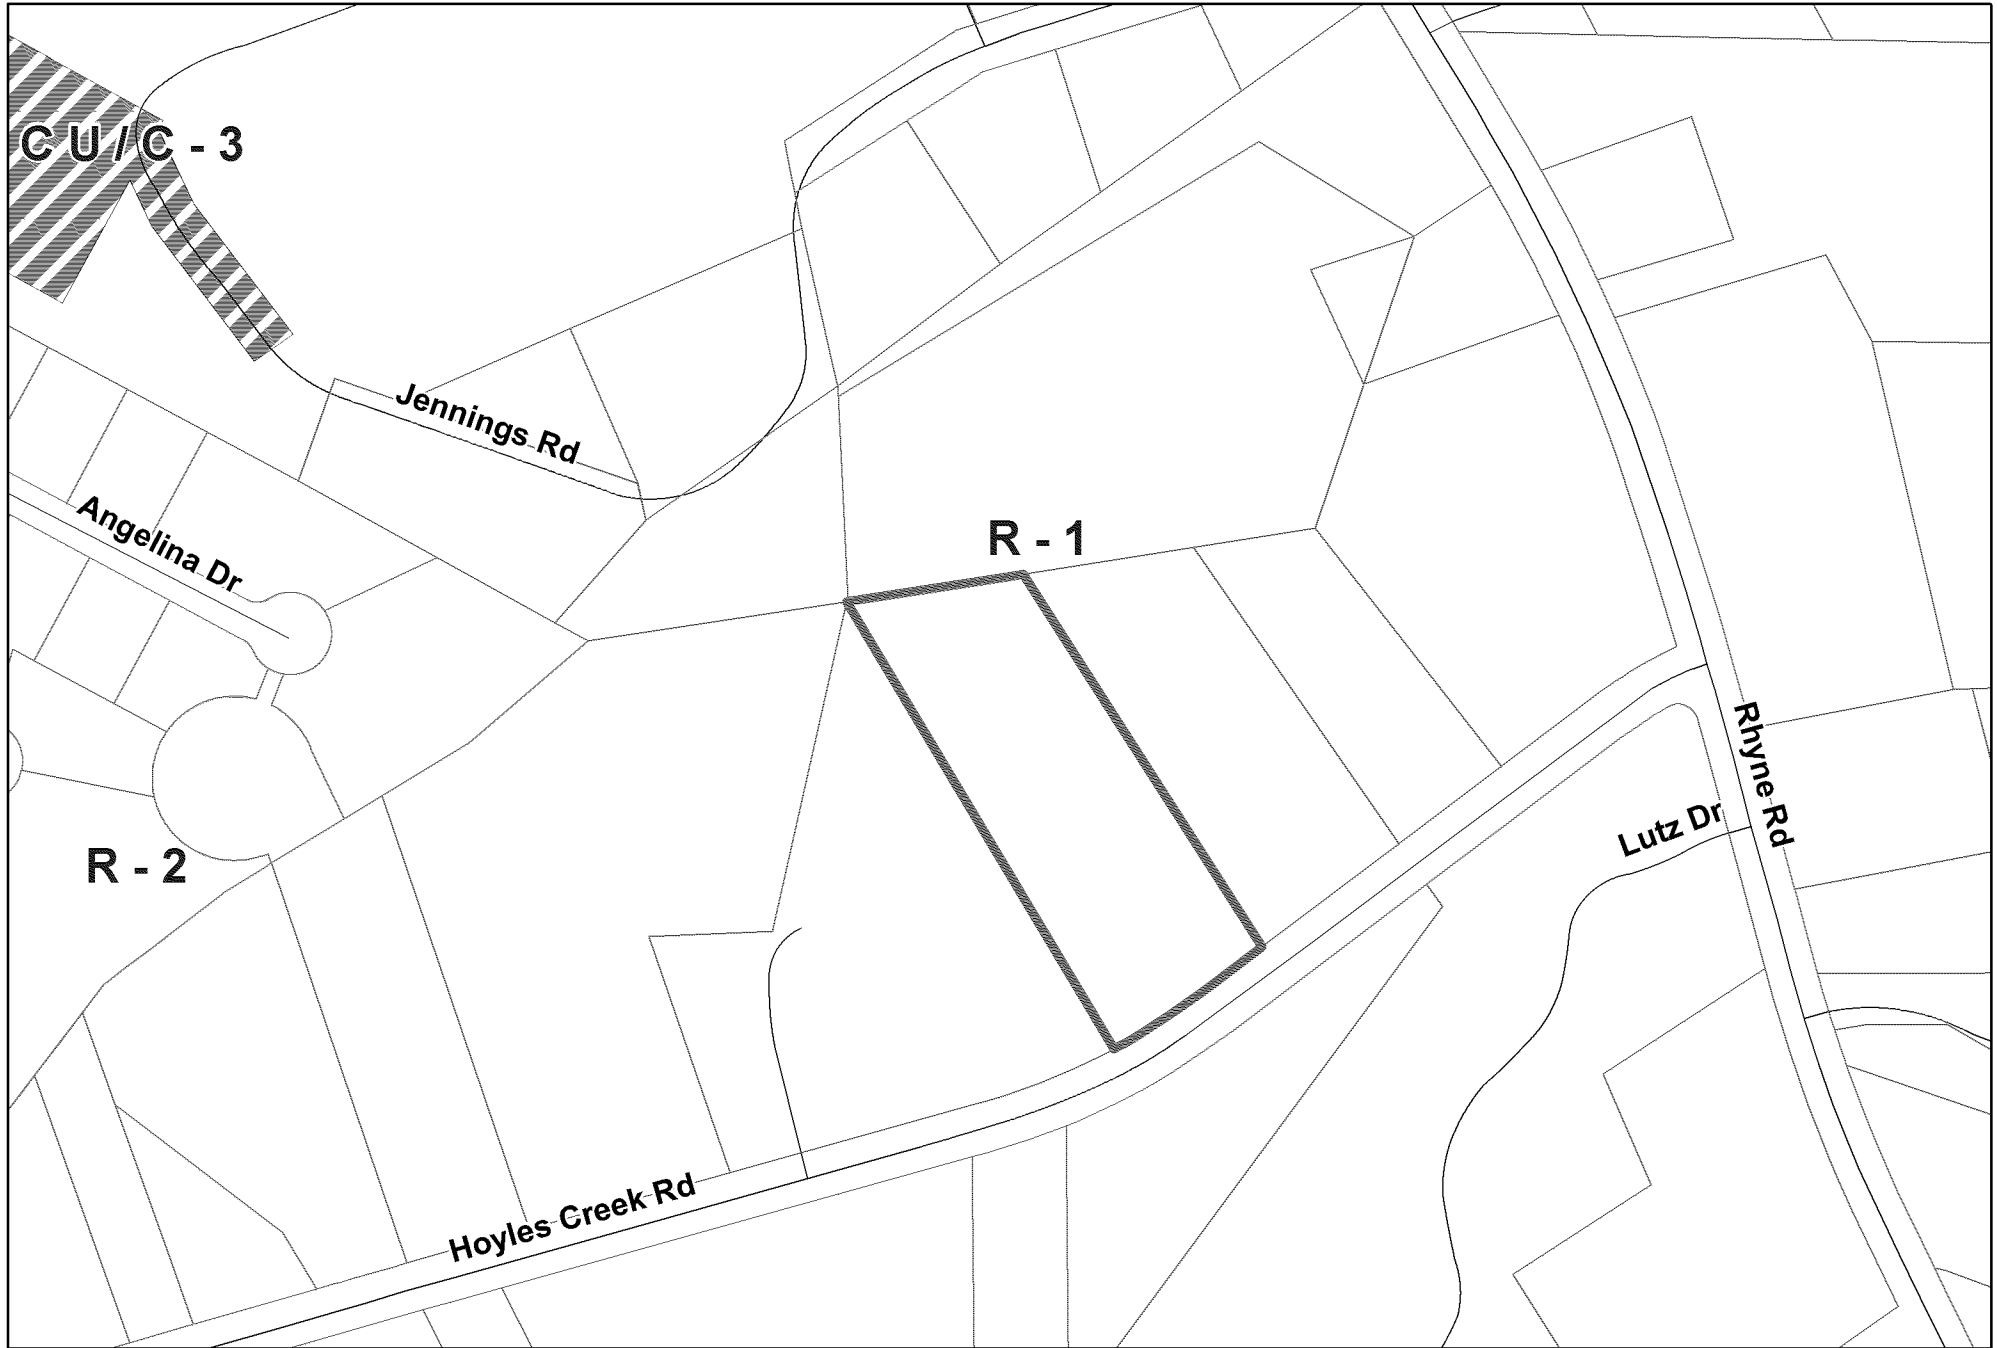 C U / C - 3
Jennings Rd
Angelina Dr
R - 1
Rhyne Rd
Lutz Dr
R - 2
Hoyles Creek Rd